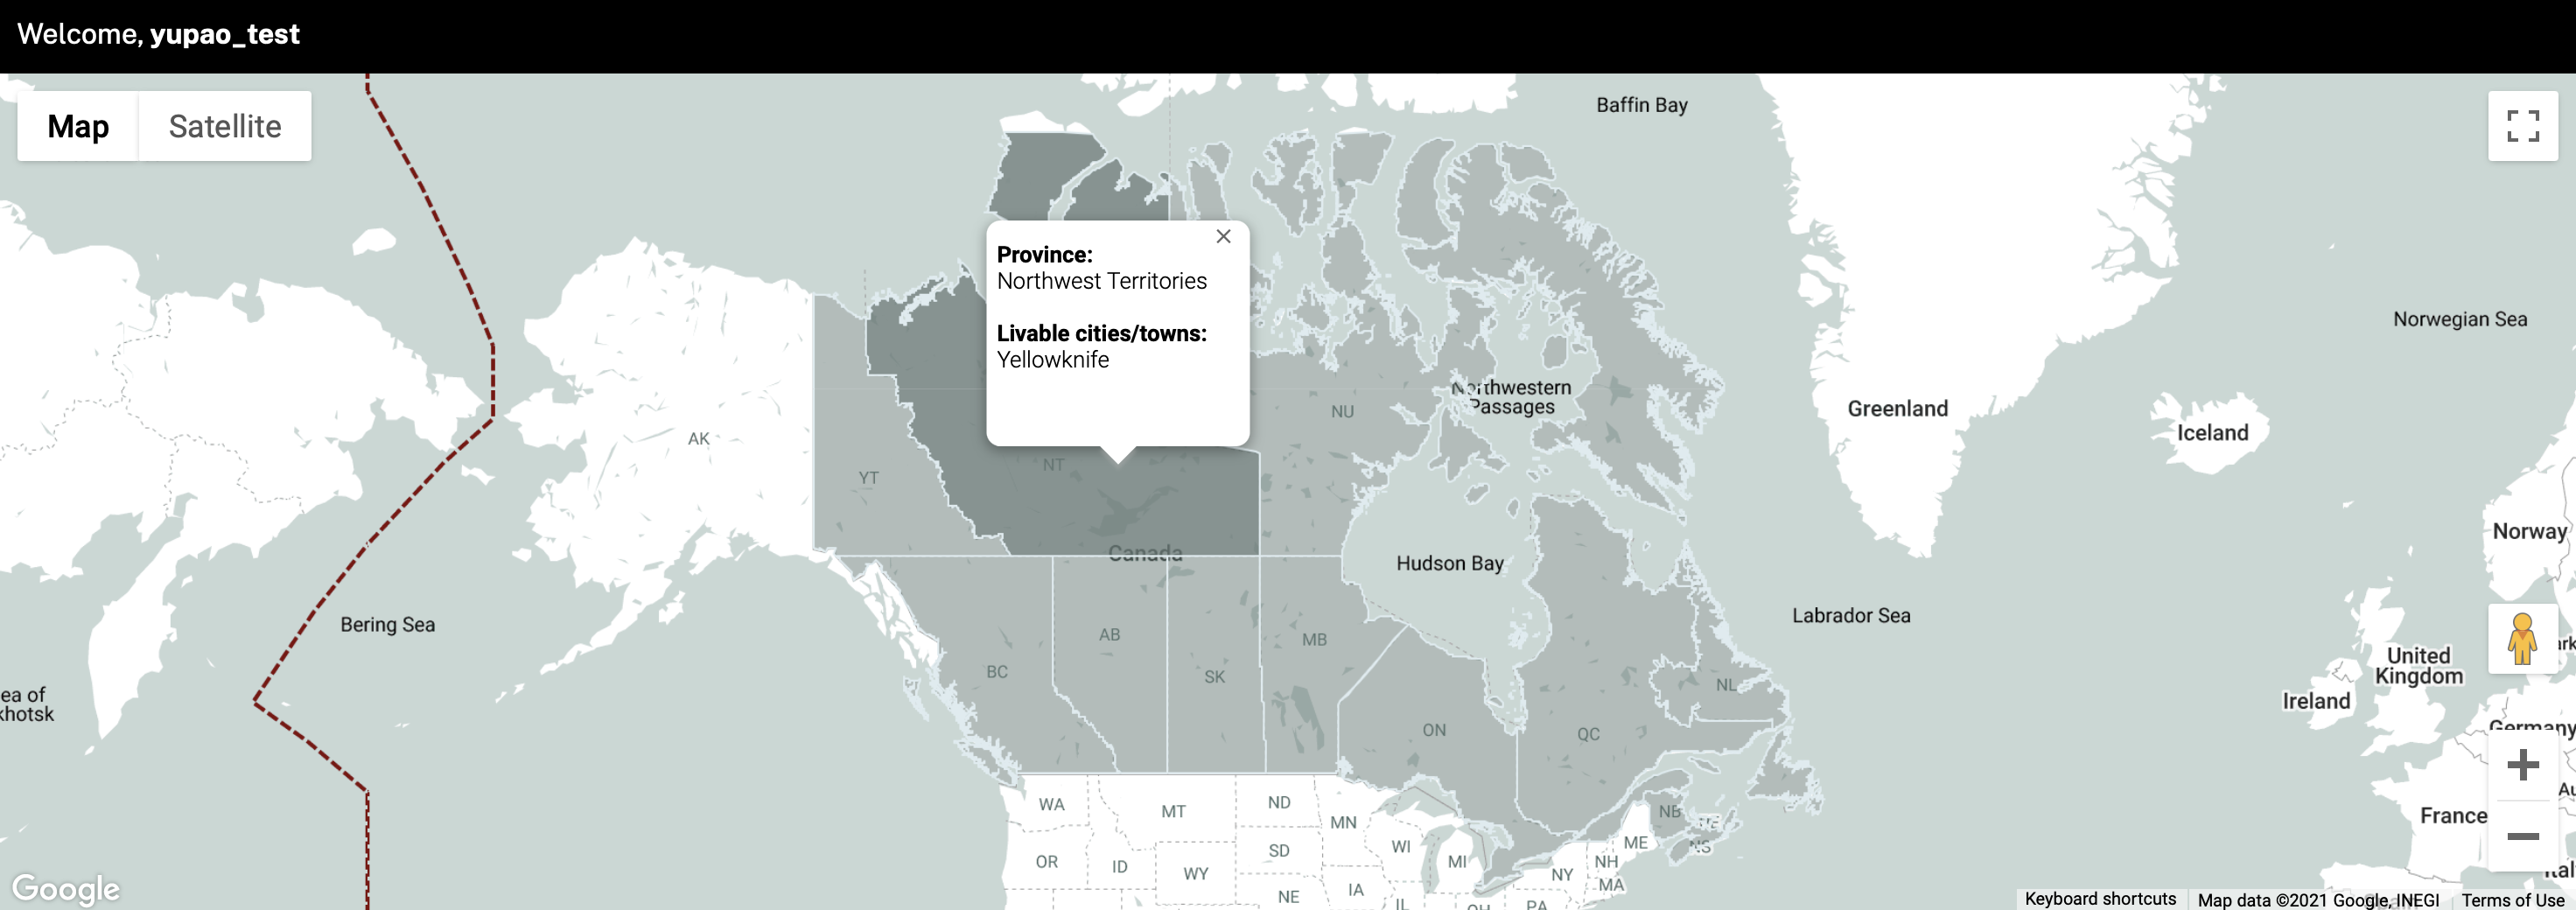 Welcome, yupao_test
Map
Satellite
Baffin Bay
Province:
Northwest Territories
Livable cities/towns:
Yellowknife
Norwegian Sea
Northwestern
Passages
NU
Greenland
Iceland
AK
NT
YT
Norway
Canada
Hudson Bay
Labrador Sea
Bering Sea
AB
MB
BC
SK
NL
United
Kingdom
Ireland
ea of
khotsk
ON
QC
Germany
WA
MT
ND
MN
NB
PE
NS
France
OR
ID
SD
WI
MI
ME
NH
WY
NY
MA
NE
IA
IL
OH
PA
Google
Keyboard shortcuts
Map data ©2021 Google, INEGI
Terms of Use